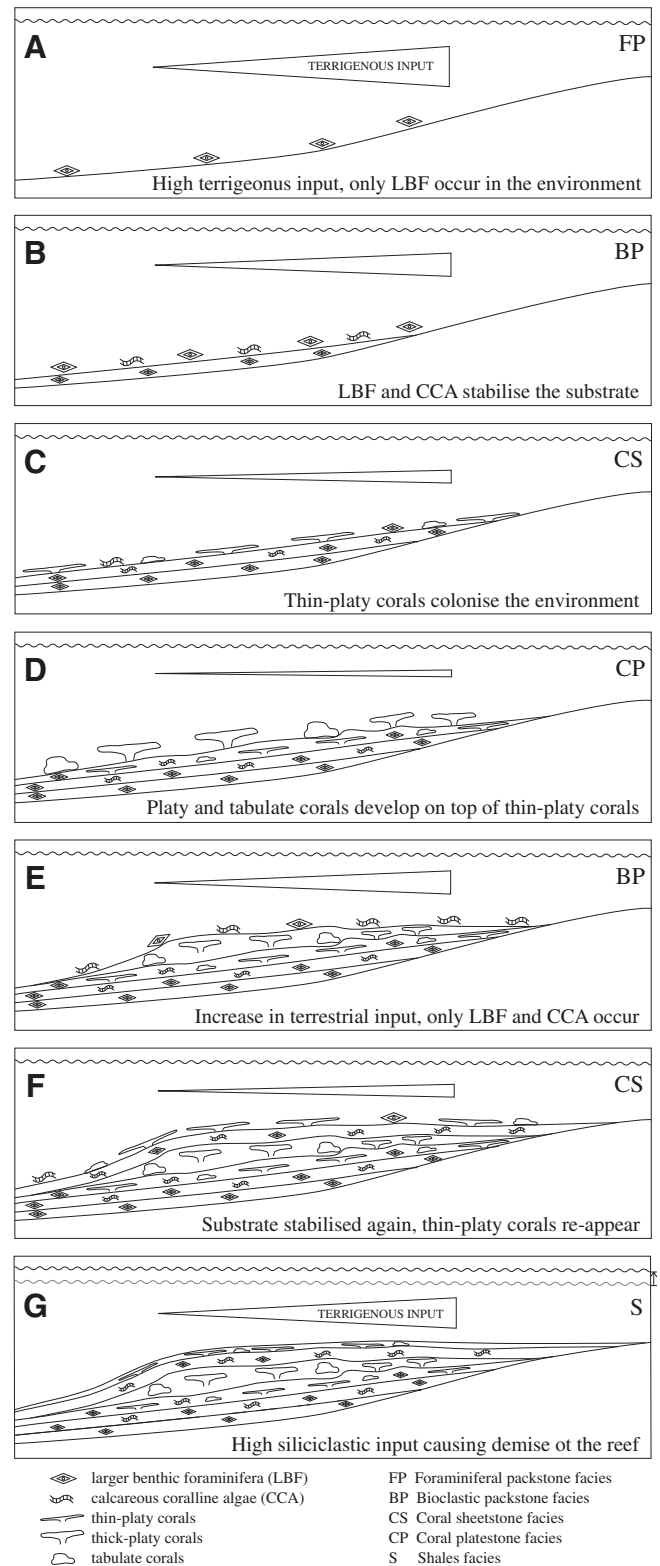 A
FP
TERRIGENOUS INPUT
High terrigeonus input, only LBF occur in the environment
B
BP
LBF and CCA stabilise the substrate
C
CS
Thin-platy corals colonise the environment
D
CP
Platy and tabulate corals develop on top of thin-platy corals
E
BP
Increase in terrestrial input, only LBF and CCA occur
F
CS
Substrate stabilised again, thin-platy corals re-appear
G
TERRIGENOUS INPUT
S
High siliciclastic input causing demise ot the reef
larger benthic foraminifera (LBF)
calcareous coralline algae (CCA)
thin-platy corals
thick-platy corals
tabulate corals
FP Foraminiferal packstone facies
BP Bioclastic packstone facies
CS Coral sheetstone facies
CP Coral platestone facies
S Shales facies